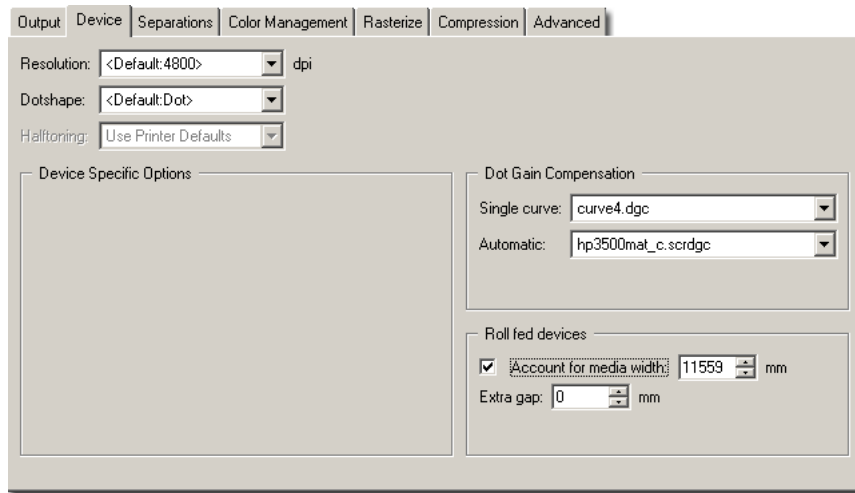 Output Device Separations Color Management Rasterize Compression Advanced
Resolution: <Default:4800> dpi
Dotshape: <Default:Dot>
Halftoning: Use Printer Defaults
Device Specific Options
Dot Gain Compensation
Single curve: curve4.dgc
Automatic: hp3500mat_c.scrdgc
Roll fed devices
Account for media width: 11559 mm
Extra gap: 0 mm